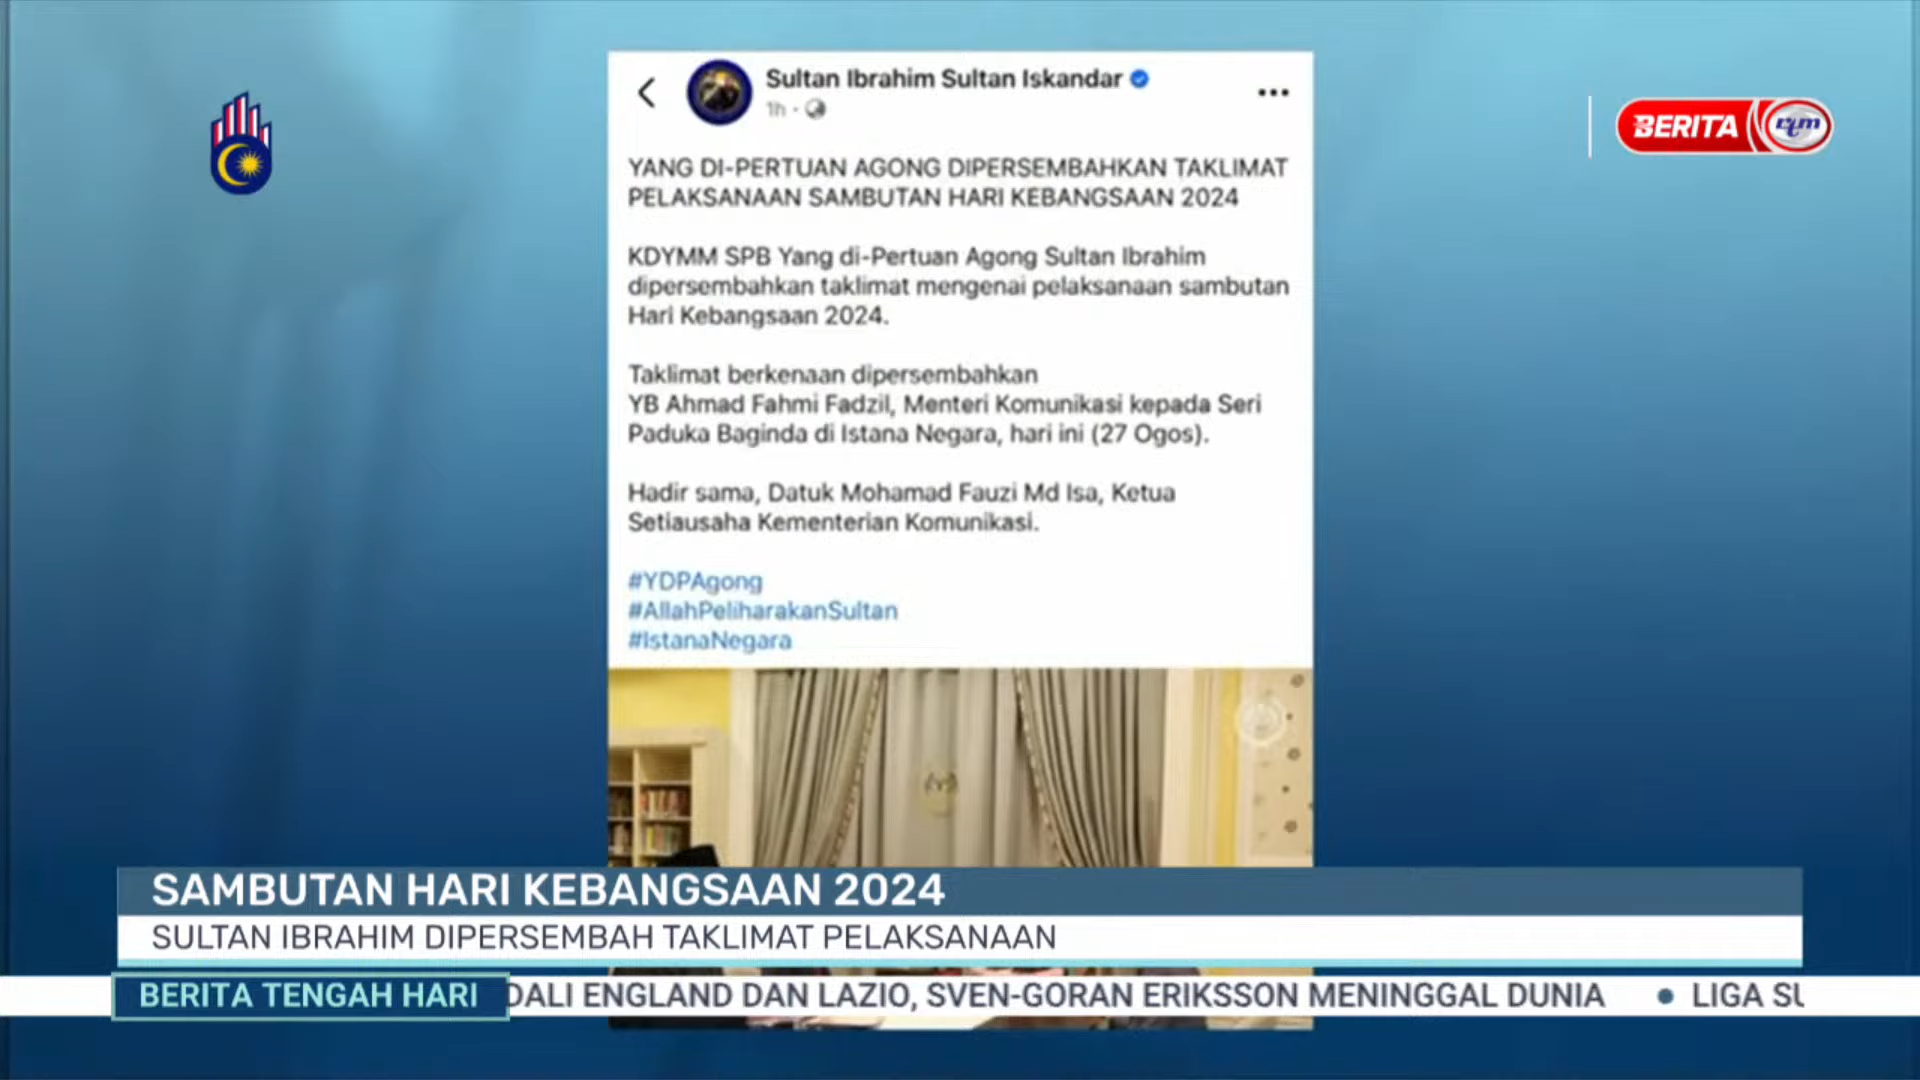 Sultan Ibrahim Sultan Iskandar
1h
BERITA rtm
YANG DI-PERTUAN AGONG DIPERSEMBAHKAN TAKLIMAT
PELAKSANAAN SAMBUTAN HARI KEBANGSAAN 2024
KDYMM SPB Yang di-Pertuan Agong Sultan Ibrahim
dipersembahkan taklimat mengenai pelaksanaan sambutan
Hari Kebangsaan 2024.
Taklimat berkenaan dipersembahkan
YB Ahmad Fahmi Fadzil, Menteri Komunikasi kepada Seri
Paduka Baginda di Istana Negara, hari ini (27 Ogos).
Hadir sama, Datuk Mohamad Fauzi Md Isa, Ketua
Setiausaha Kementerian Komunikasi.
#YDPAgong
#AllahPeliharakanSultan
#IstanaNegara
SAMBUTAN HARI KEBANGSAAN 2024
SULTAN IBRAHIM DIPERSEMBAH TAKLIMAT PELAKSANAAN
BERITA TENGAH HARI DALI ENGLAND DAN LAZIO, SVEN-GORAN ERIKSSON MENINGGAL DUNIA • LIGA SU